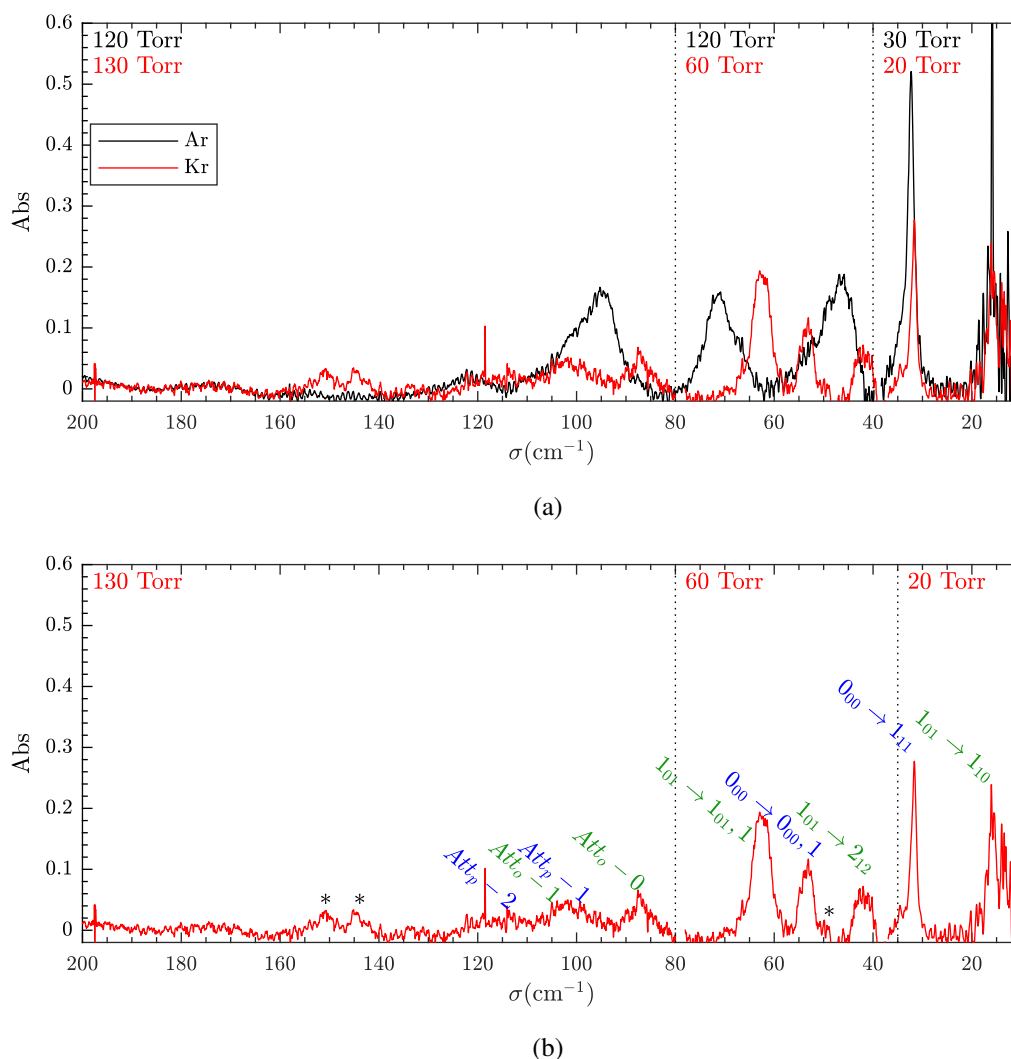 0.6
0.5
0.4
0.3
0.2
0.1
0
Abs
120 Torr
130 Torr
120 Torr
60 Torr
30 Torr
20 Torr
Ar
Kr
200 180 160 140 120 100 80 60 40 20
σ(cm⁻¹)
(a)
0.6
0.5
0.4
0.3
0.2
0.1
0
Abs
130 Torr
60 Torr
20 Torr
* *
Att_p − 2
Att_o − 1
Att_p − 1
Att_o − 0
1₀₁ → 1₀₁, 1
0₀₀ → 0₀₀, 1
1₀₁ → 2₁₂
*
0₀₀ → 1₁₁
1₀₁ → 1₁₀
200 180 160 140 120 100 80 60 40 20
σ(cm⁻¹)
(b)